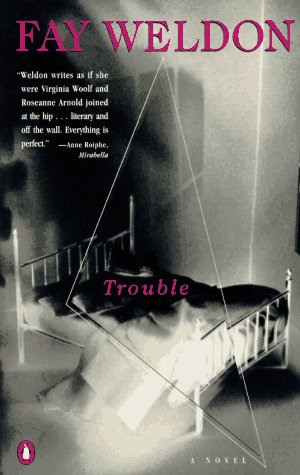 FAY WELDON
"Weldon writes as if she
were Virginia Woolf and
Roseanne Arnold joined
at the hip . . . literary and
off the wall. Everything is
perfect." —Anne Roiphe,
Mirabella
Trouble
A NOVEL